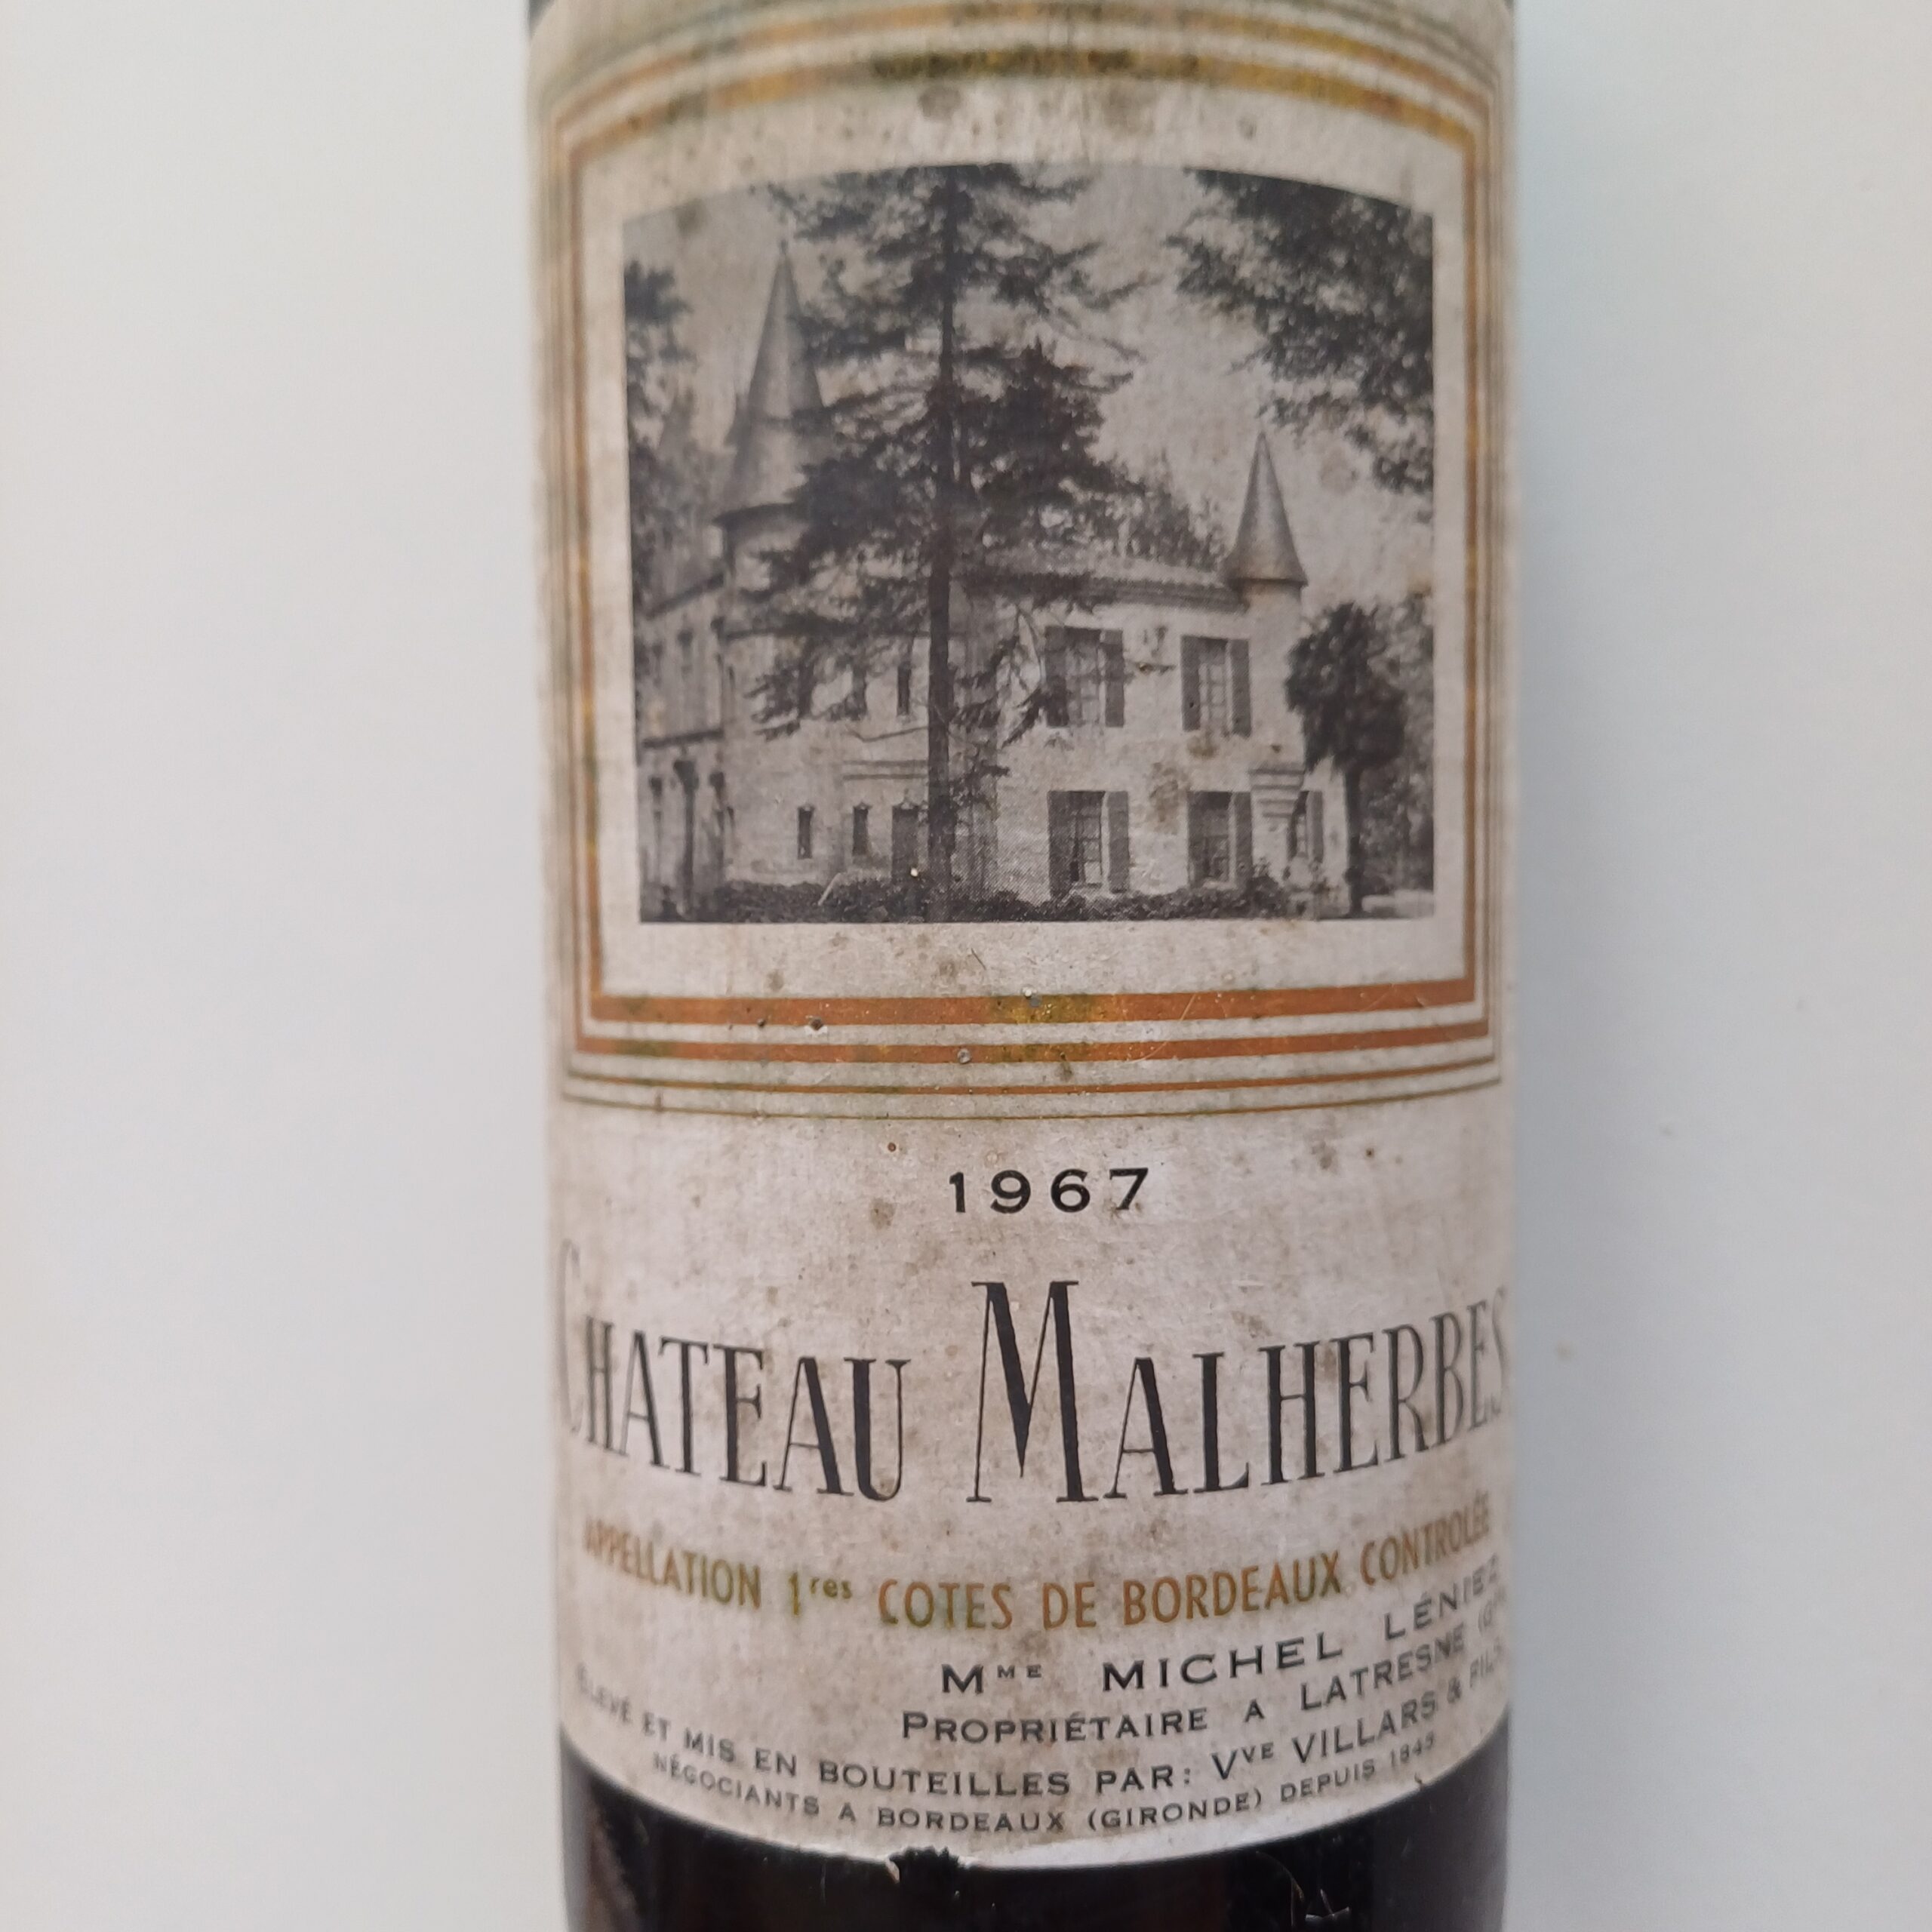 1967
CHATEAU MALHERBES
APPELLATION 1res COTES DE BORDEAUX CONTROLÉE
MME MICHEL LÉNIEZ
PROPRIÉTAIRE A LATRESNE
ÉLEVÉ ET MIS EN BOUTEILLES PAR: VVE VILLARS & FILS
NÉGOCIANTS A BORDEAUX (GIRONDE) DEPUIS 1845